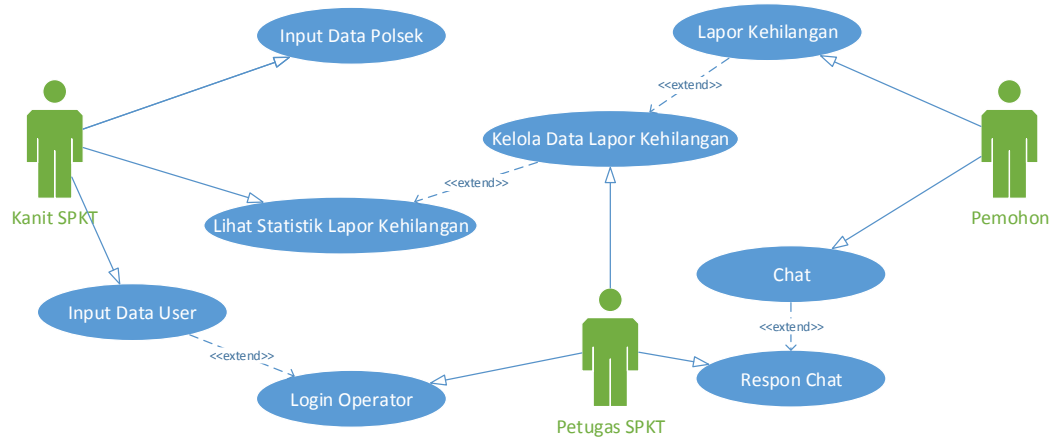 Input Data Polsek
Lapor Kehilangan
<<extend>>
Kelola Data Lapor Kehilangan
<<extend>>
Kanit SPKT
Lihat Statistik Lapor Kehilangan
Pemohon
Chat
Input Data User
<<extend>>
<<extend>>
Respon Chat
Login Operator
Petugas SPKT